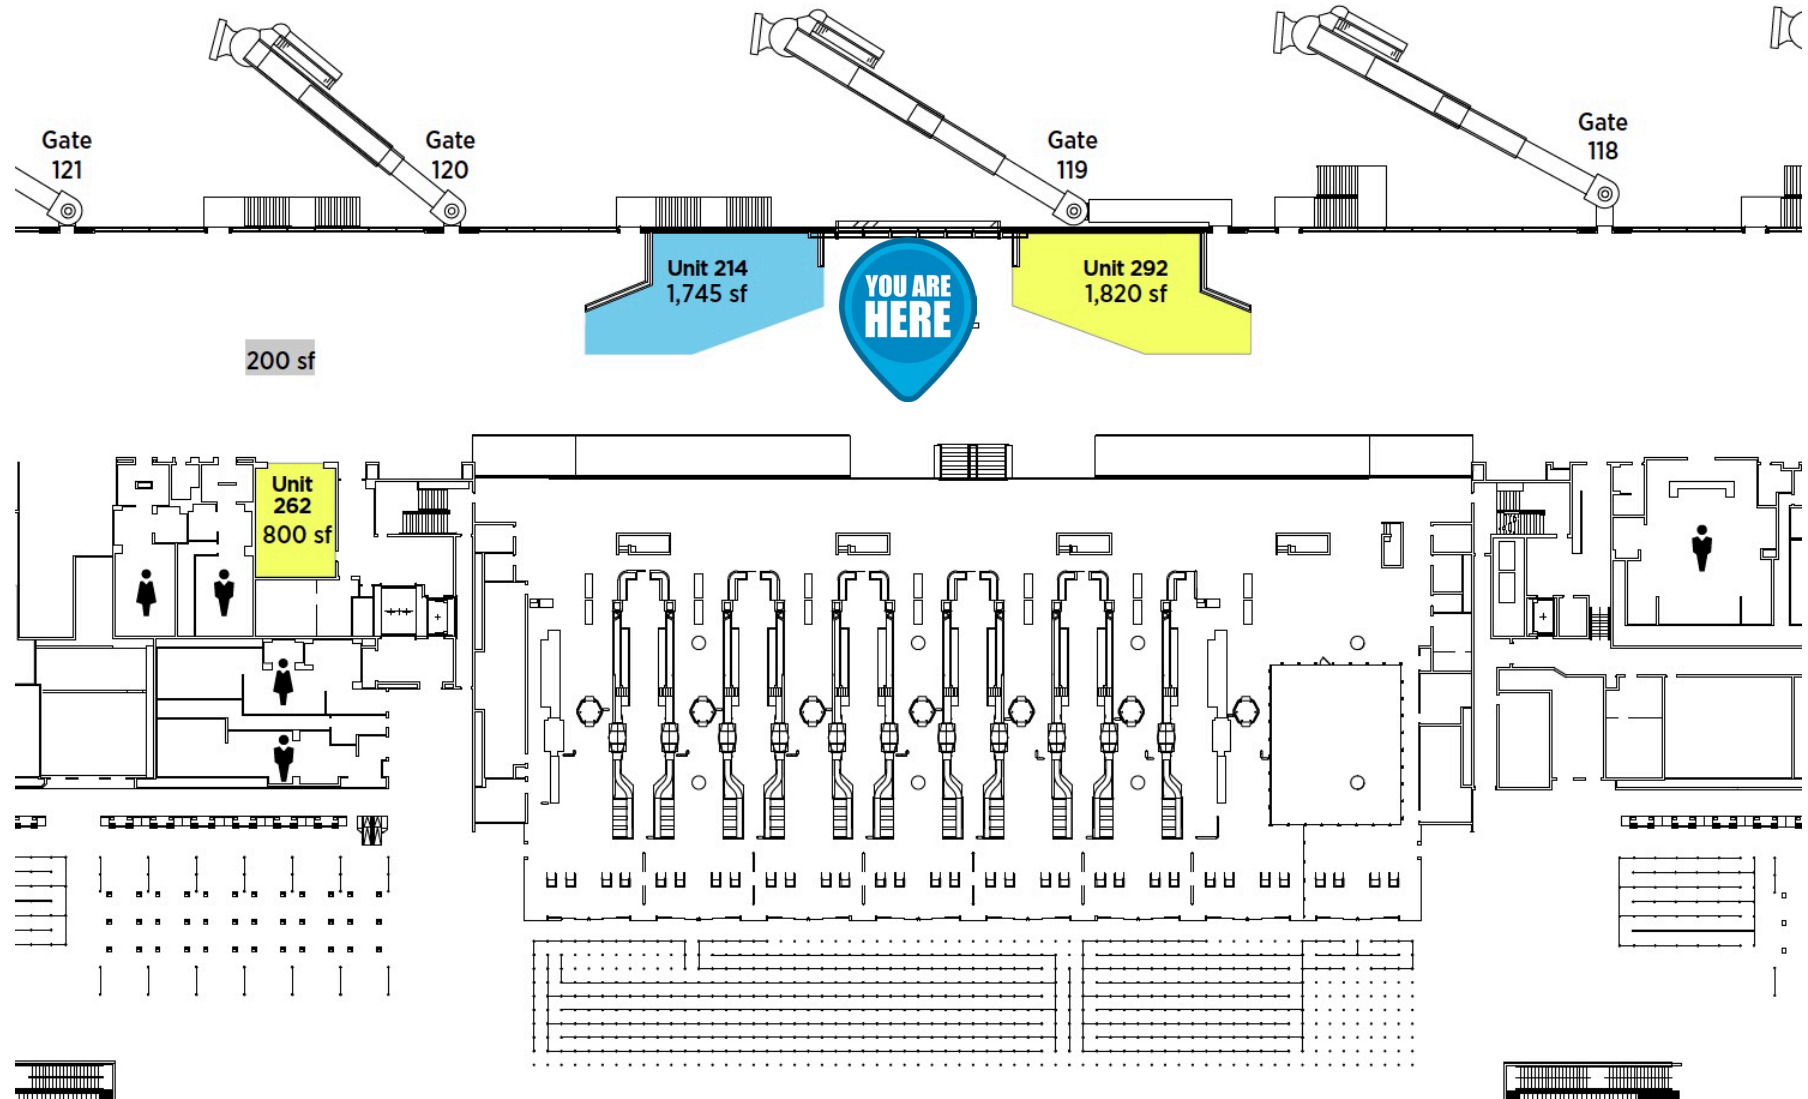 Gate
121
Gate
120
Gate
119
Gate
118
Unit 214
1,745 sf
YOU ARE
HERE
Unit 292
1,820 sf
200 sf
Unit
262
800 sf